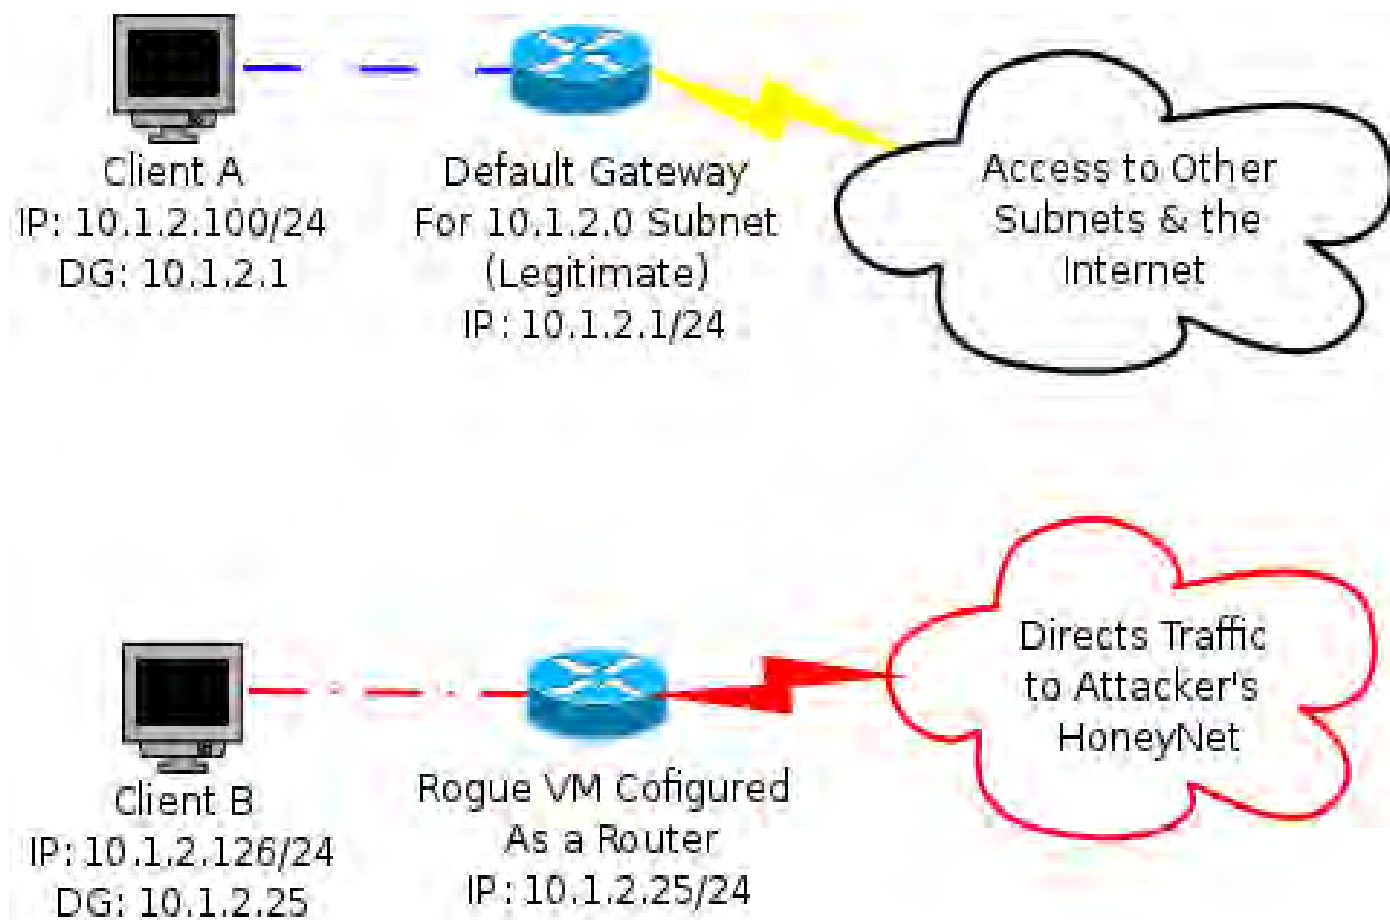 Client A
IP: 10.1.2.100/24
DG: 10.1.2.1
Default Gateway
For 10.1.2.0 Subnet
(Legitimate)
IP: 10.1.2.1/24
Access to Other
Subnets & the
Internet
Client B
IP: 10.1.2.126/24
DG: 10.1.2.25
Rogue VM Cofigured
As a Router
IP: 10.1.2.25/24
Directs Traffic
to Attacker's
HoneyNet